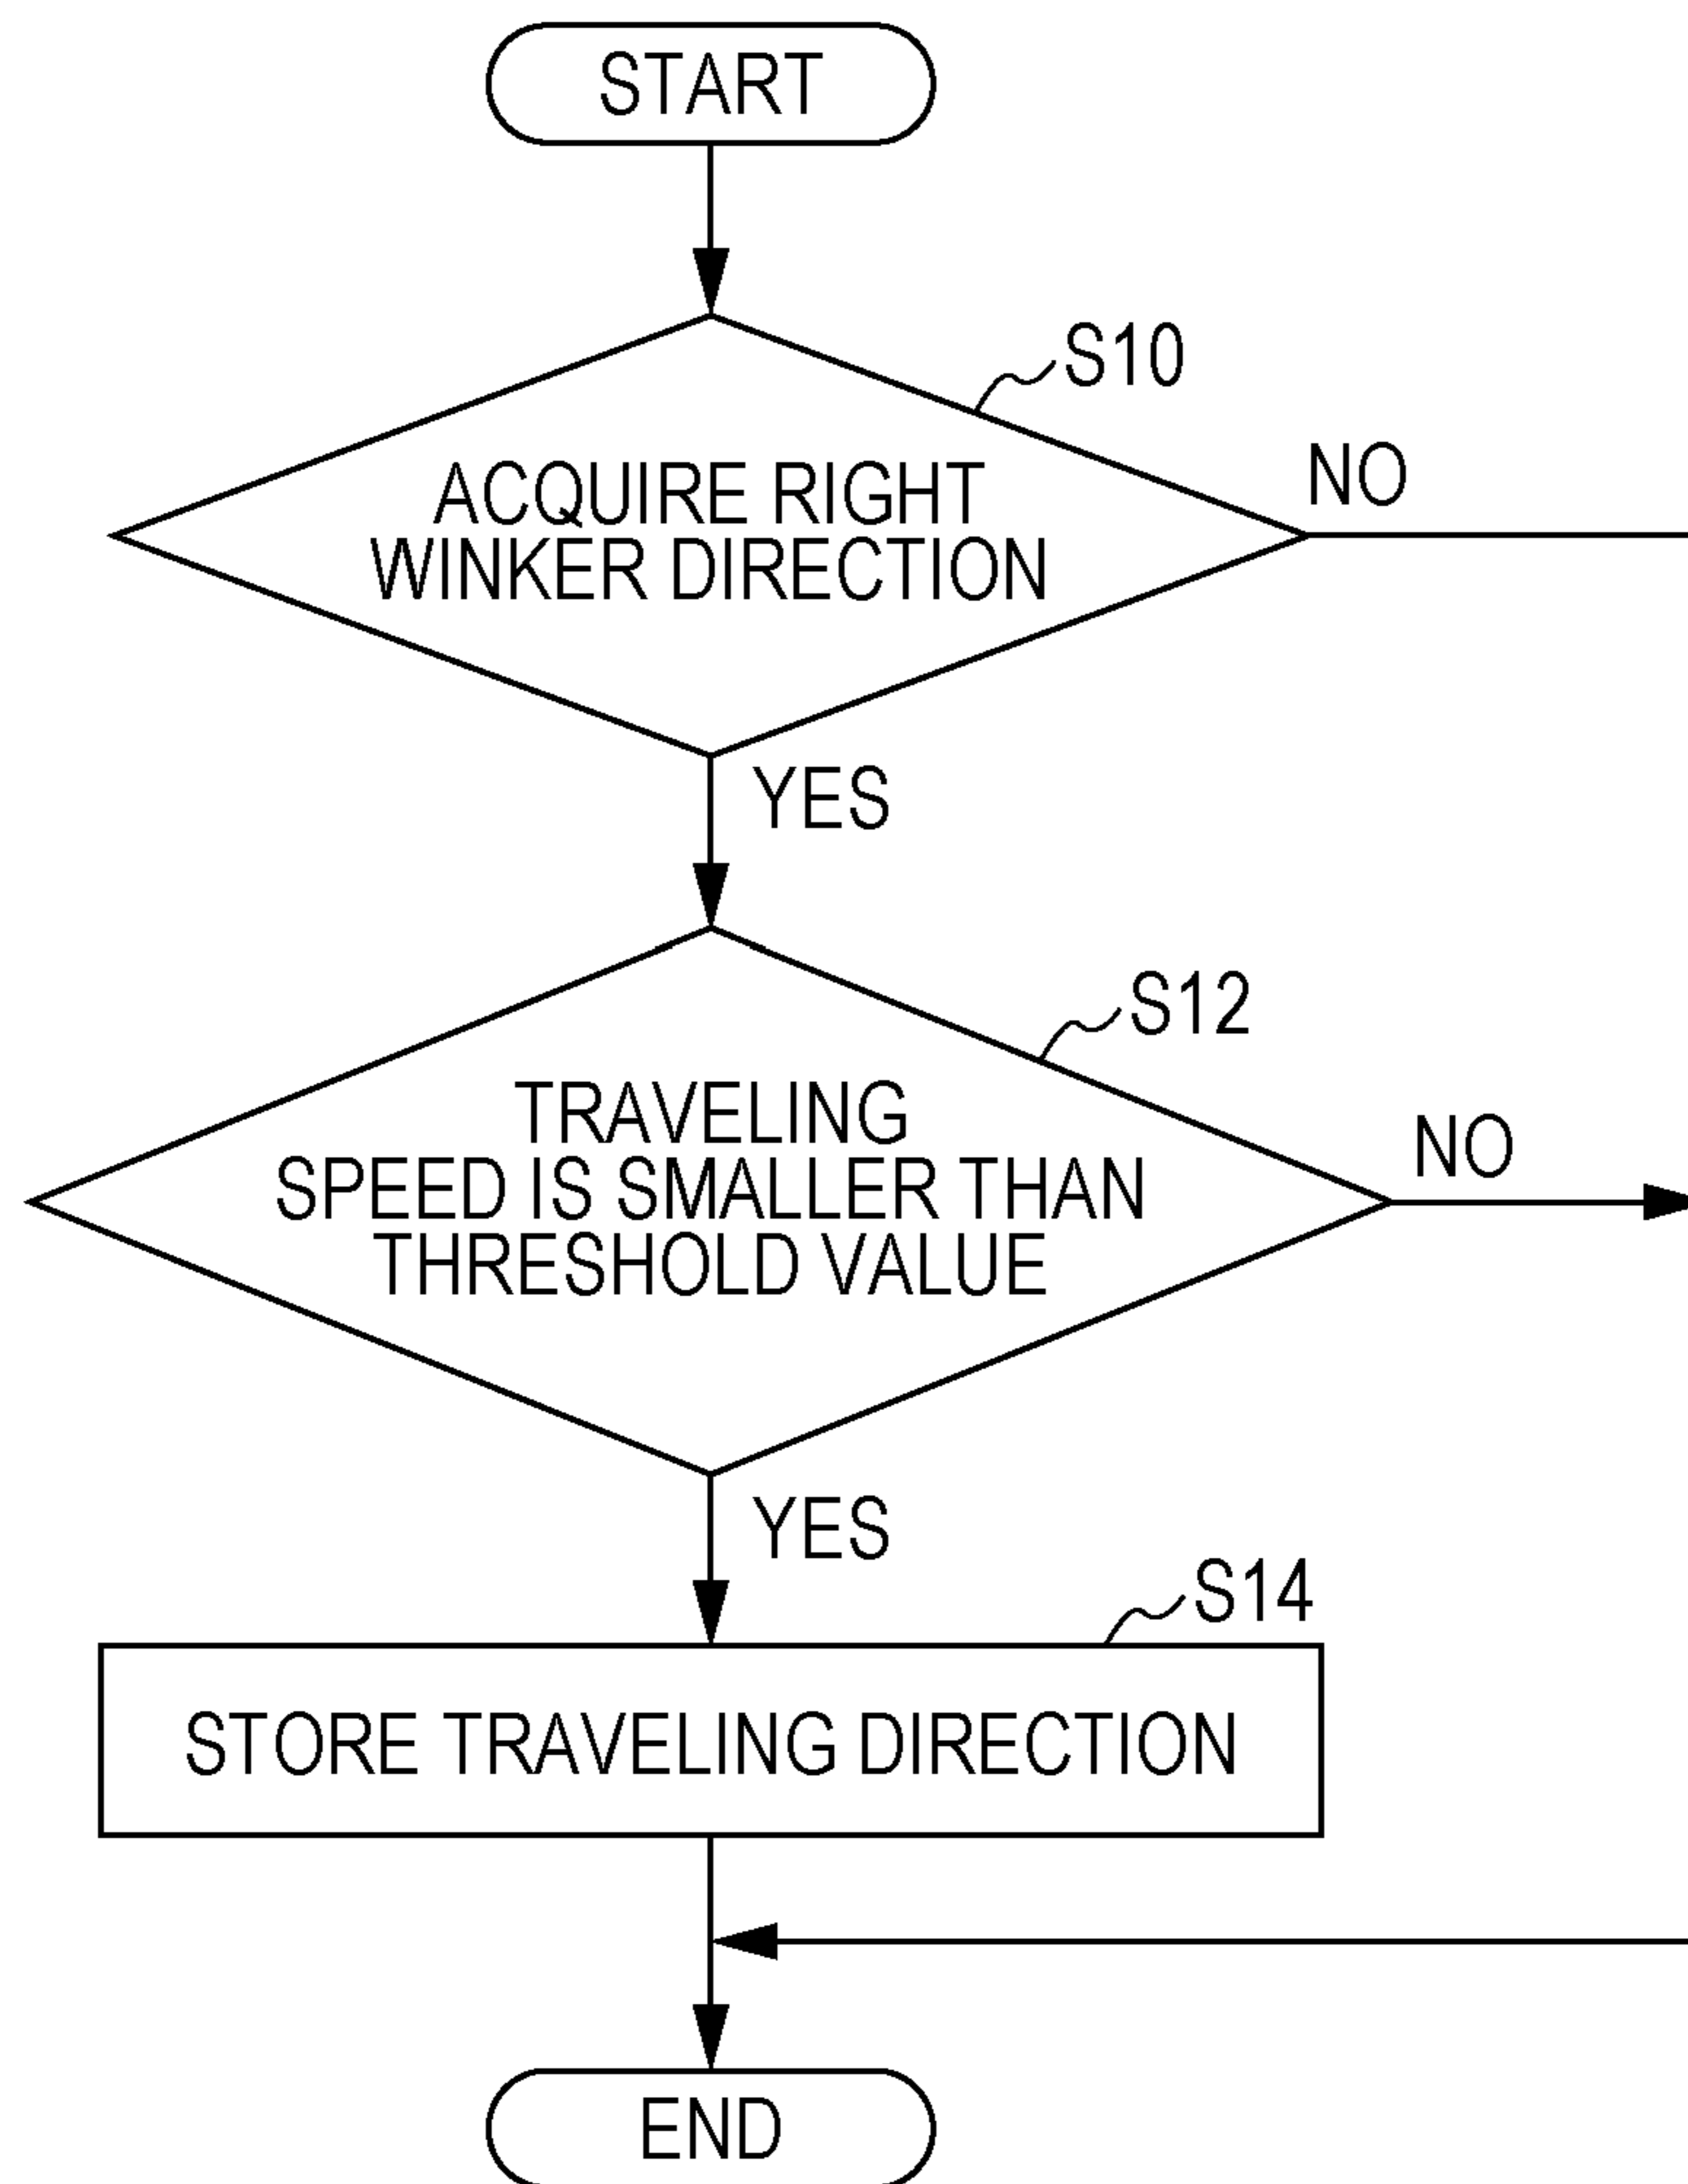 START
S10
ACQUIRE RIGHT
WINKER DIRECTION
NO
YES
S12
TRAVELING
SPEED IS SMALLER THAN
THRESHOLD VALUE
NO
YES
S14
STORE TRAVELING DIRECTION
END